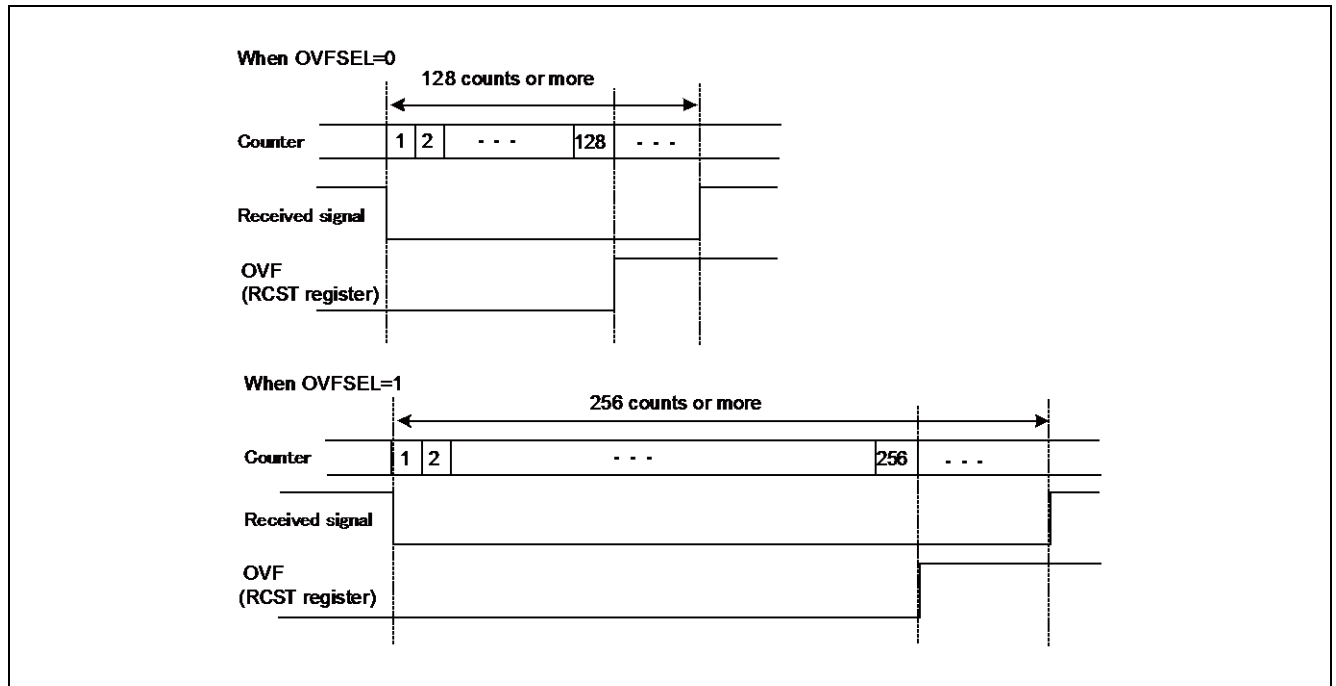 When OVFSEL=0
128 counts or more
Counter 1 2 - - - 128 - - -
Received signal
OVF
(RCST register)
When OVFSEL=1
256 counts or more
Counter 1 2 - - - 256 - - -
Received signal
OVF
(RCST register)